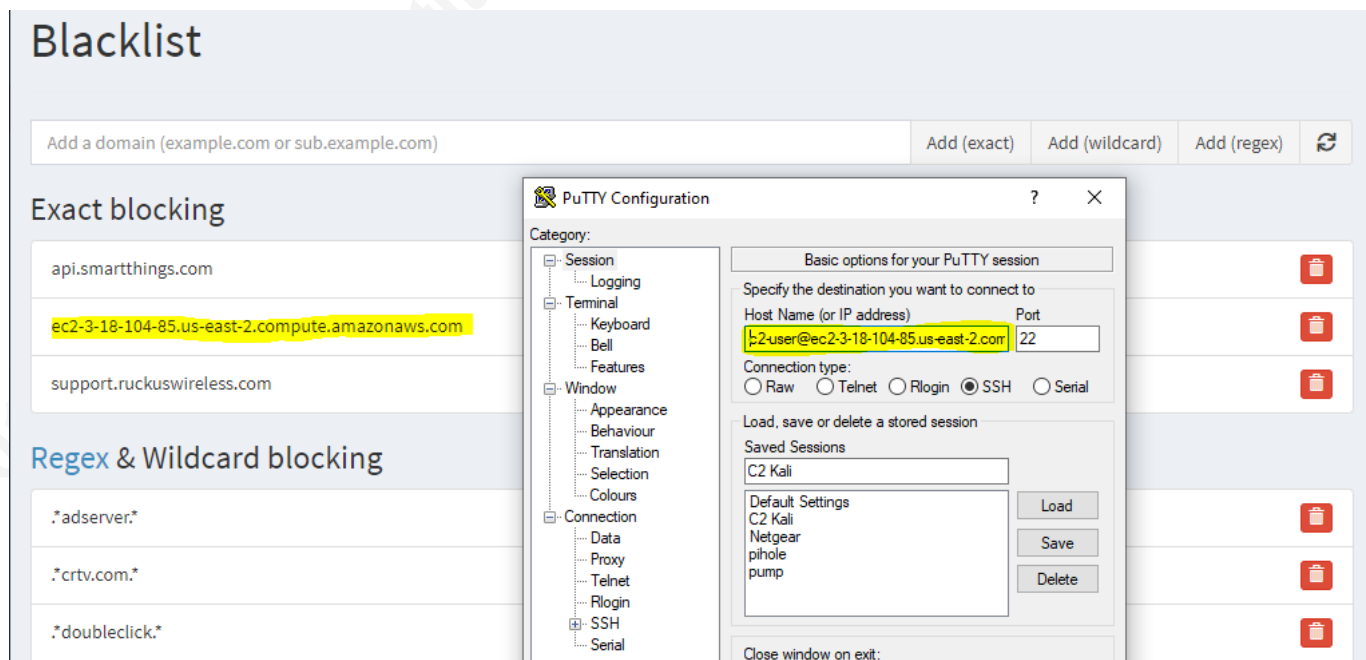 Blacklist
Add a domain (example.com or sub.example.com)
Add (exact)
Add (wildcard)
Add (regex)
Exact blocking
api.smartthings.com
ec2-3-18-104-85.us-east-2.compute.amazonaws.com
support.ruckuswireless.com
Regex & Wildcard blocking
.*adserver.*
.*crtv.com.*
.*doubleclick.*
PuTTY Configuration
? X
Category:
Session
Logging
Terminal
Keyboard
Bell
Features
Window
Appearance
Behaviour
Translation
Selection
Colours
Connection
Data
Proxy
Telnet
Rlogin
SSH
Serial
Basic options for your PuTTY session
Specify the destination you want to connect to
Host Name (or IP address) Port
c2-user@ec2-3-18-104-85.us-east-2.com 22
Connection type:
Raw Telnet Rlogin SSH Serial
Load, save or delete a stored session
Saved Sessions
C2 Kali
Default Settings
C2 Kali
Netgear
pihole
pump
Load
Save
Delete
Close window on exit: